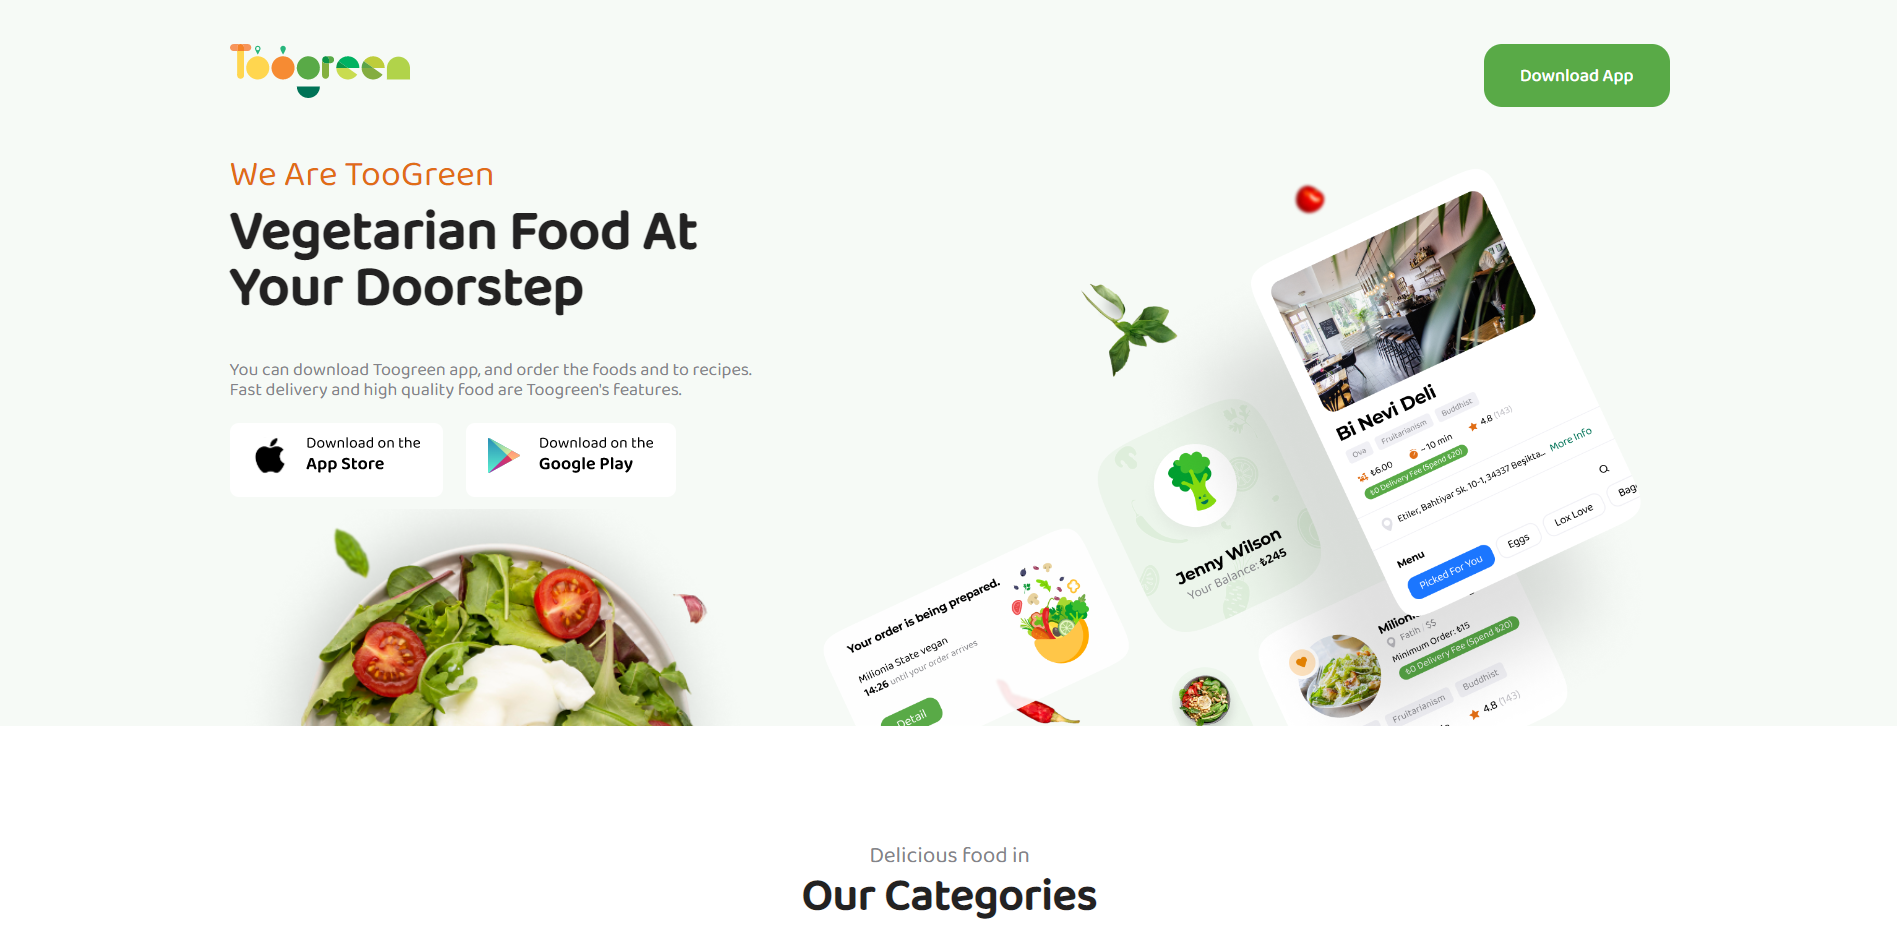 Toogreen
Download App
We Are TooGreen
Vegetarian Food At
Your Doorstep
You can download Toogreen app, and order the foods and to recipes.
Fast delivery and high quality food are Toogreen's features.
Download on the
App Store
Download on the
Google Play
Bi Nevi Deli
Ova Fruitarianism Buddhist
₺6.00 ~10 min 4.8 (143)
₺0 Delivery Fee (Spend ₺20)
Etiler, Bahtiyar Sk. 10-1, 34337 Beşikta... More Info
Menu
Picked For You Eggs Lox Love Bag
Jenny Wilson
Your Balance: ₺245
Your order is being prepared.
Milionia State vegan
14:26 until your order arrives
Detail
Milion
Fatih / $$
Minimum Order: ₺15
₺0 Delivery Fee (Spend ₺20)
Fruitarianism Buddhist
4.8 (143)
Delicious food in
Our Categories